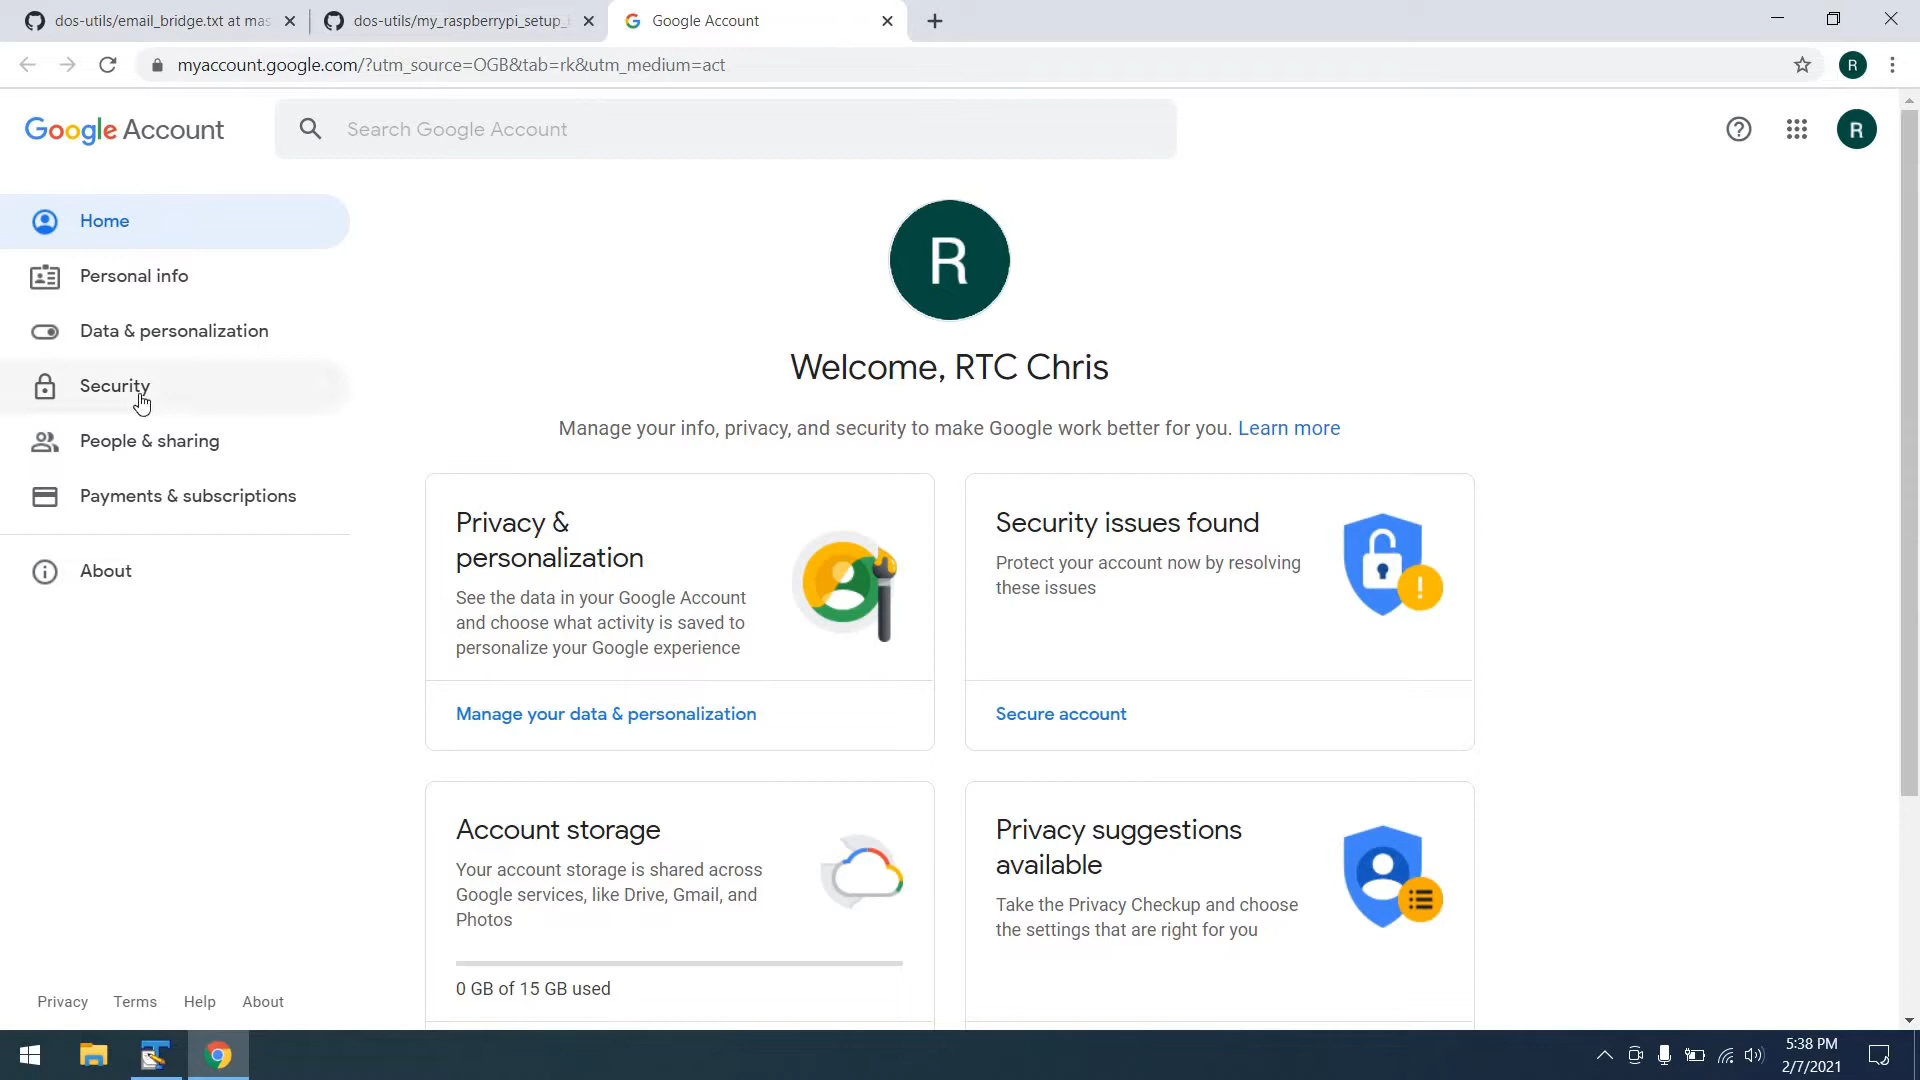 dos-utils/email_bridge.txt at mas
dos-utils/my_raspberrypi_setup_
Google Account
myaccount.google.com/?utm_source=OGB&tab=rk&utm_medium=act
R
Google Account
Search Google Account
R
Home
Personal info
Data & personalization
Security
People & sharing
Payments & subscriptions
About
R
Welcome, RTC Chris
Manage your info, privacy, and security to make Google work better for you. Learn more
Privacy &
personalization
See the data in your Google Account
and choose what activity is saved to
personalize your Google experience
Manage your data & personalization
Security issues found
Protect your account now by resolving
these issues
Secure account
Account storage
Your account storage is shared across
Google services, like Drive, Gmail, and
Photos
0 GB of 15 GB used
Privacy suggestions
available
Take the Privacy Checkup and choose
the settings that are right for you
Privacy Terms Help About
5:38 PM
2/7/2021